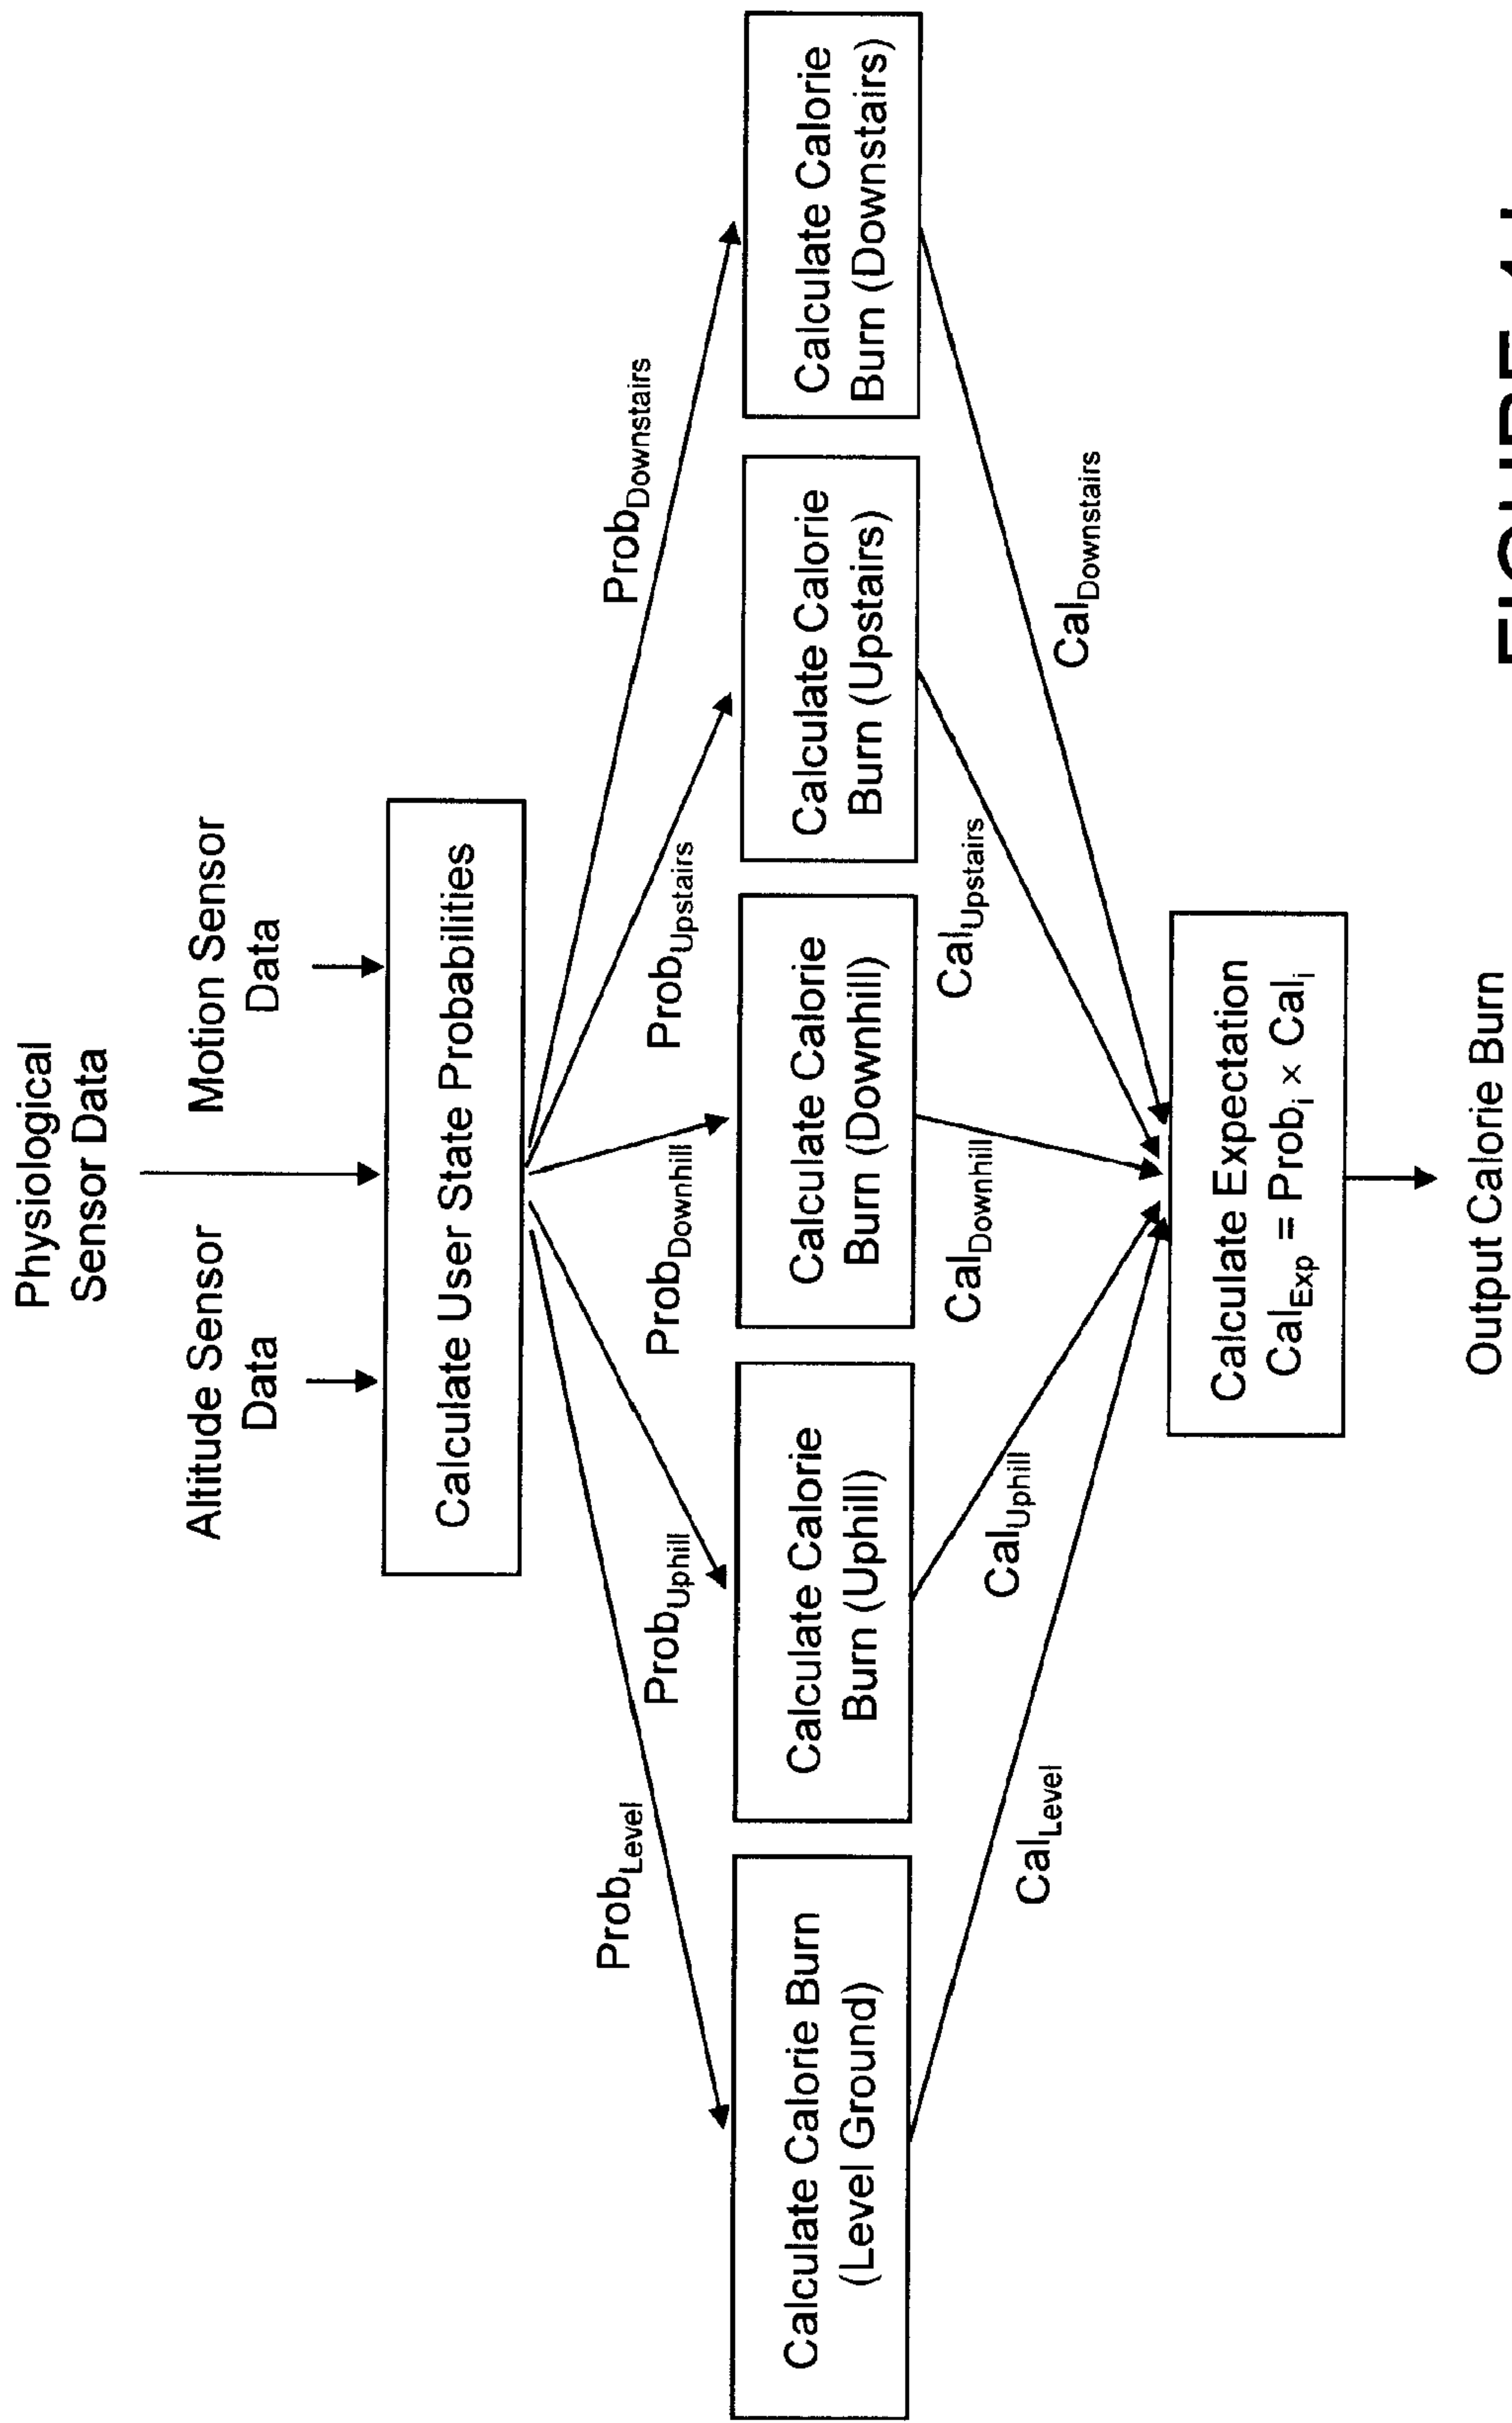 Physiological
Sensor Data
Altitude Sensor
Data
Motion Sensor
Data
Calculate User State Probabilities
Prob_Level
Prob_Uphill
Prob_Downhill
Prob_Upstairs
Prob_Downstairs
Calculate Calorie Burn
(Level Ground)
Calculate Calorie
Burn (Uphill)
Calculate Calorie
Burn (Downhill)
Calculate Calorie
Burn (Upstairs)
Calculate Calorie
Burn (Downstairs)
Cal_Level
Cal_Uphill
Cal_Downhill
Cal_Upstairs
Cal_Downstairs
Calculate Expectation
Cal_Exp = Prob_i × Cal_i
Output Calorie Burn
FIGURE